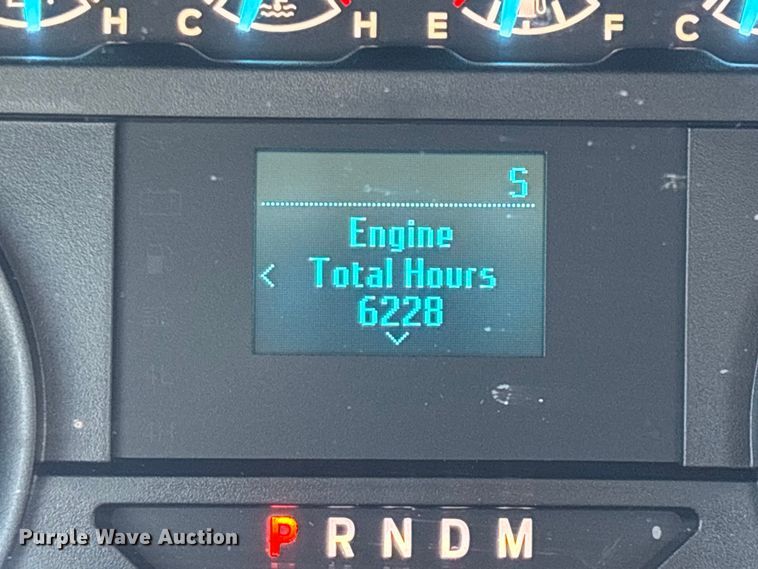 H C H E F C
S
Engine
< Total Hours
6228
P R N D M
Purple Wave Auction